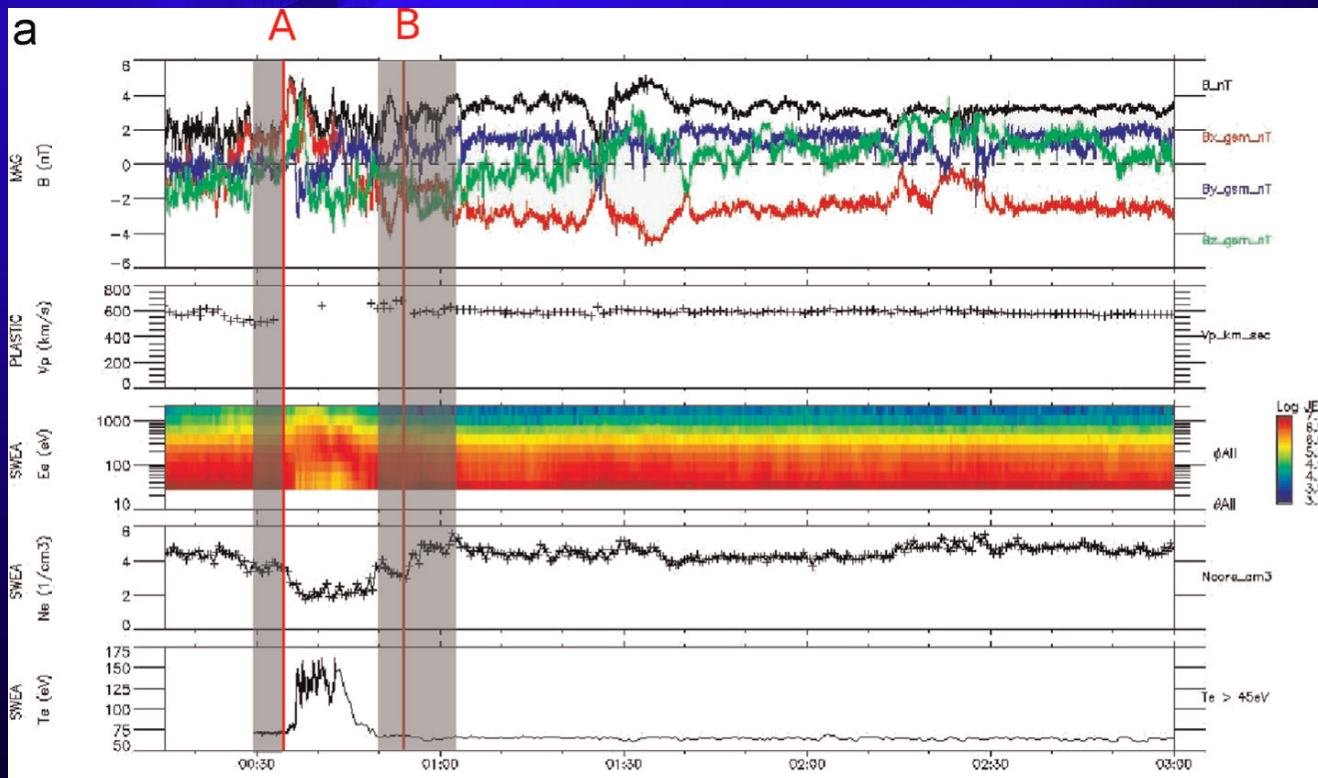 a
A
B
MAG
B (nT)
6
4
2
0
−2
−4
−6
B_nT
Bx_gsm_nT
By_gsm_nT
Bz_gsm_nT
PLASTIC
Vp (km/s)
800
600
400
200
0
Vp_km_sec
SWEA
Ee (eV)
1000
100
10
φAll
θAll
Log JE
SWEA
Ne (1/cm3)
6
4
2
0
Ncore_cm3
SWEA
Te (eV)
175
150
125
100
75
50
Te > 45eV
00:30
01:00
01:30
02:00
02:30
03:00